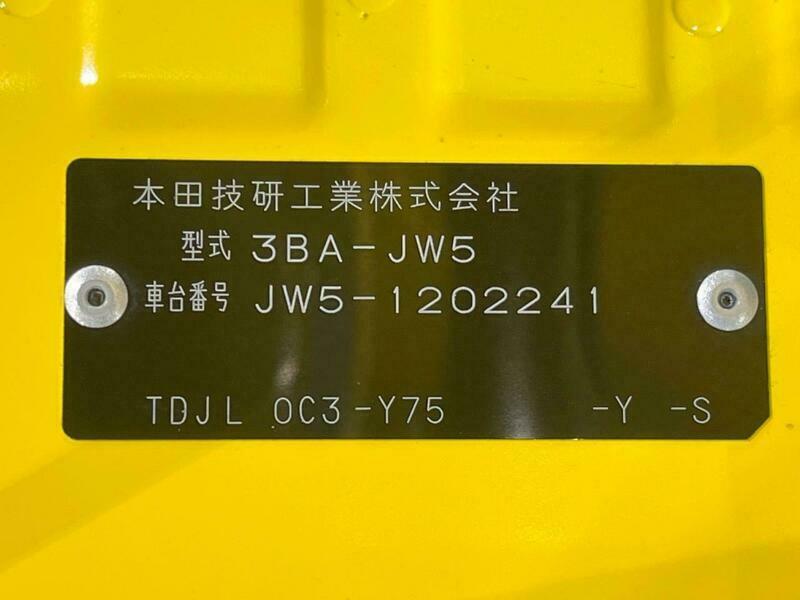 本田技研工業株式会社
型式 3BA-JW5
車台番号 JW5-1202241
TDJL 0C3-Y75 -Y -S